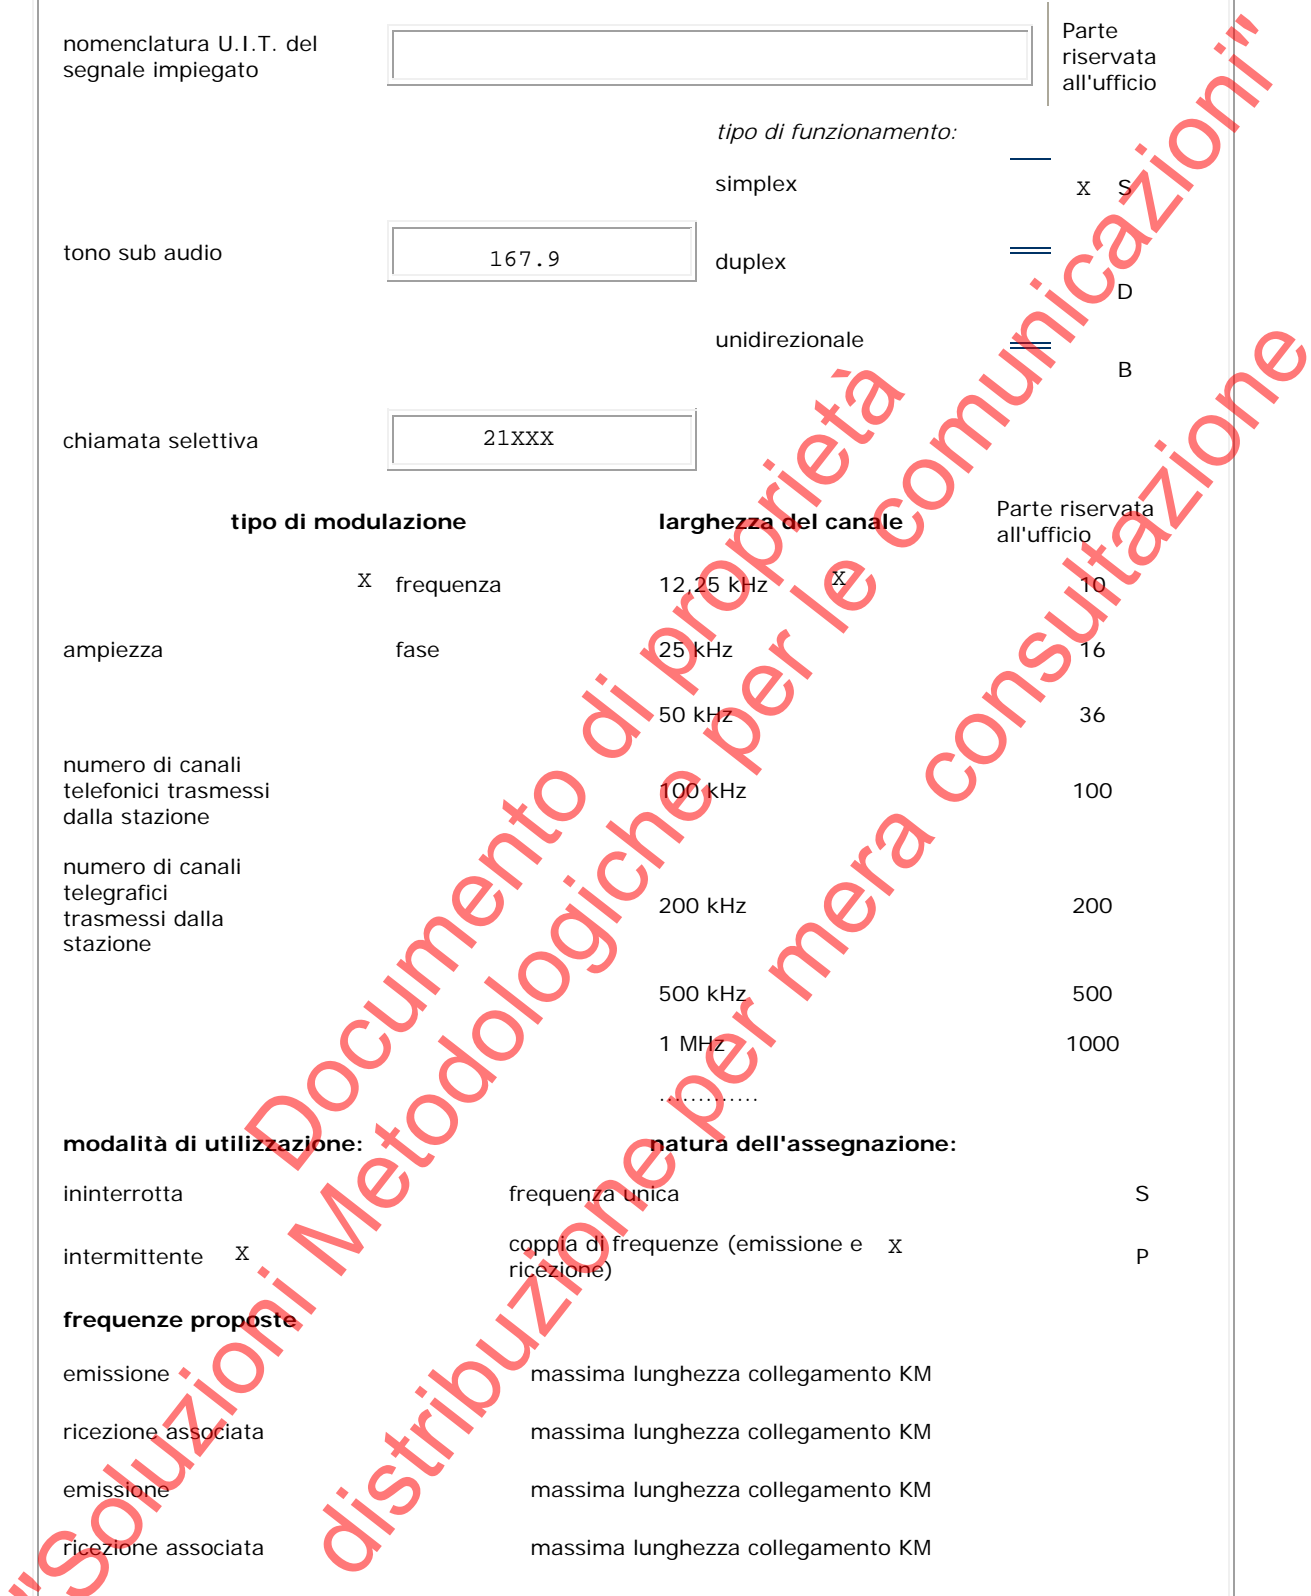 nomenclatura U.I.T. del
segnale impiegato
Parte
riservata
all'ufficio
tipo di funzionamento:
simplex X S
tono sub audio 167.9 duplex
D
unidirezionale
B
chiamata selettiva 21XXX
tipo di modulazione larghezza del canale Parte riservata
all'ufficio
X frequenza 12,25 kHz X 10
ampiezza fase 25 kHz 16
50 kHz 36
numero di canali
telefonici trasmessi
dalla stazione
100 kHz 100
numero di canali
telegrafici
trasmessi dalla
stazione
200 kHz 200
500 kHz 500
1 MHz 1000
.............
modalità di utilizzazione: natura dell'assegnazione:
ininterrotta frequenza unica S
intermittente X coppia di frequenze (emissione e X P
ricezione)
frequenze proposte
emissione massima lunghezza collegamento KM
ricezione associata massima lunghezza collegamento KM
emissione massima lunghezza collegamento KM
ricezione associata massima lunghezza collegamento KM
Documento di proprietà
"Soluzioni Metodologiche per le comunicazioni"
distribuzione per mera consultazione